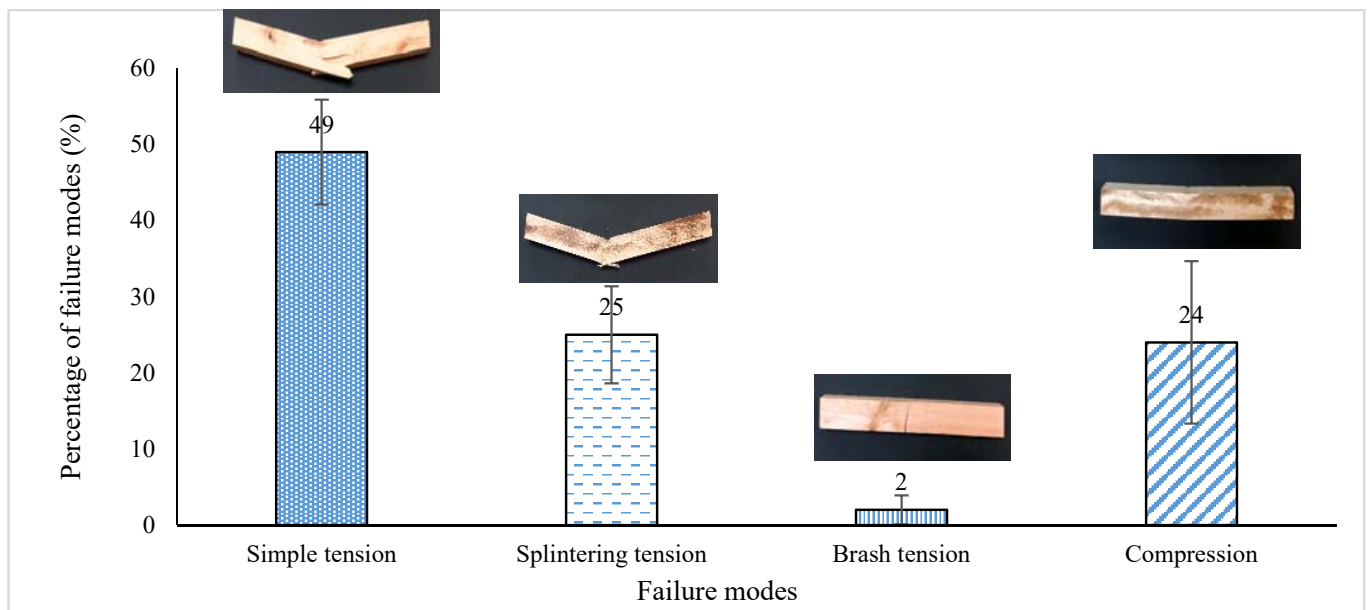 Percentage of failure modes (%)
60
50
40
30
20
10
0
49
25
2
24
Simple tension
Splintering tension
Brash tension
Compression
Failure modes